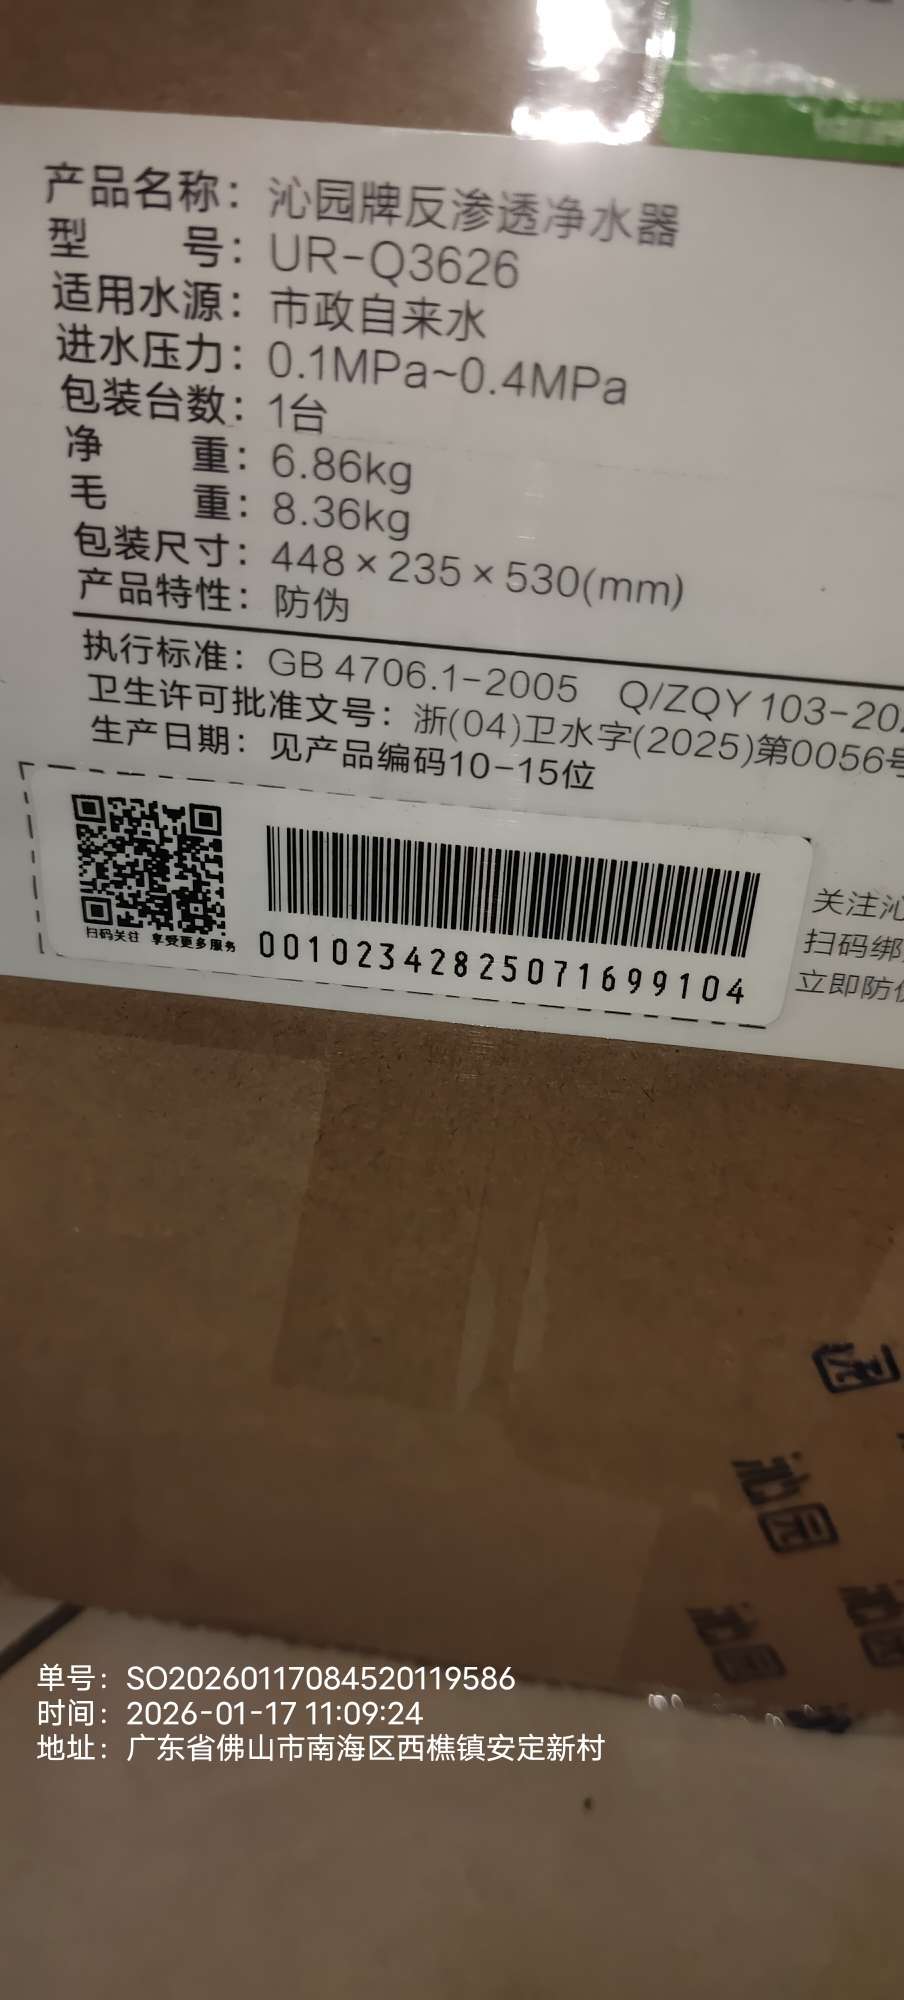 产品名称：沁园牌反渗透净水器
型 号：UR-Q3626
适用水源：市政自来水
进水压力：0.1MPa~0.4MPa
包装台数：1台
净 重：6.86kg
毛 重：8.36kg
包装尺寸：448×235×530(mm)
产品特性：防伪
执行标准：GB 4706.1-2005 Q/ZQY 103-20
卫生许可批准文号：浙(04)卫水字(2025)第0056号
生产日期：见产品编码10-15位
扫码关注 享受更多服务
00102342825071699104
关注沁
扫码绑
立即防伪
园
沁园
沁园
沁园
单号：SO20260117084520119586
时间：2026-01-17 11:09:24
地址：广东省佛山市南海区西樵镇安定新村